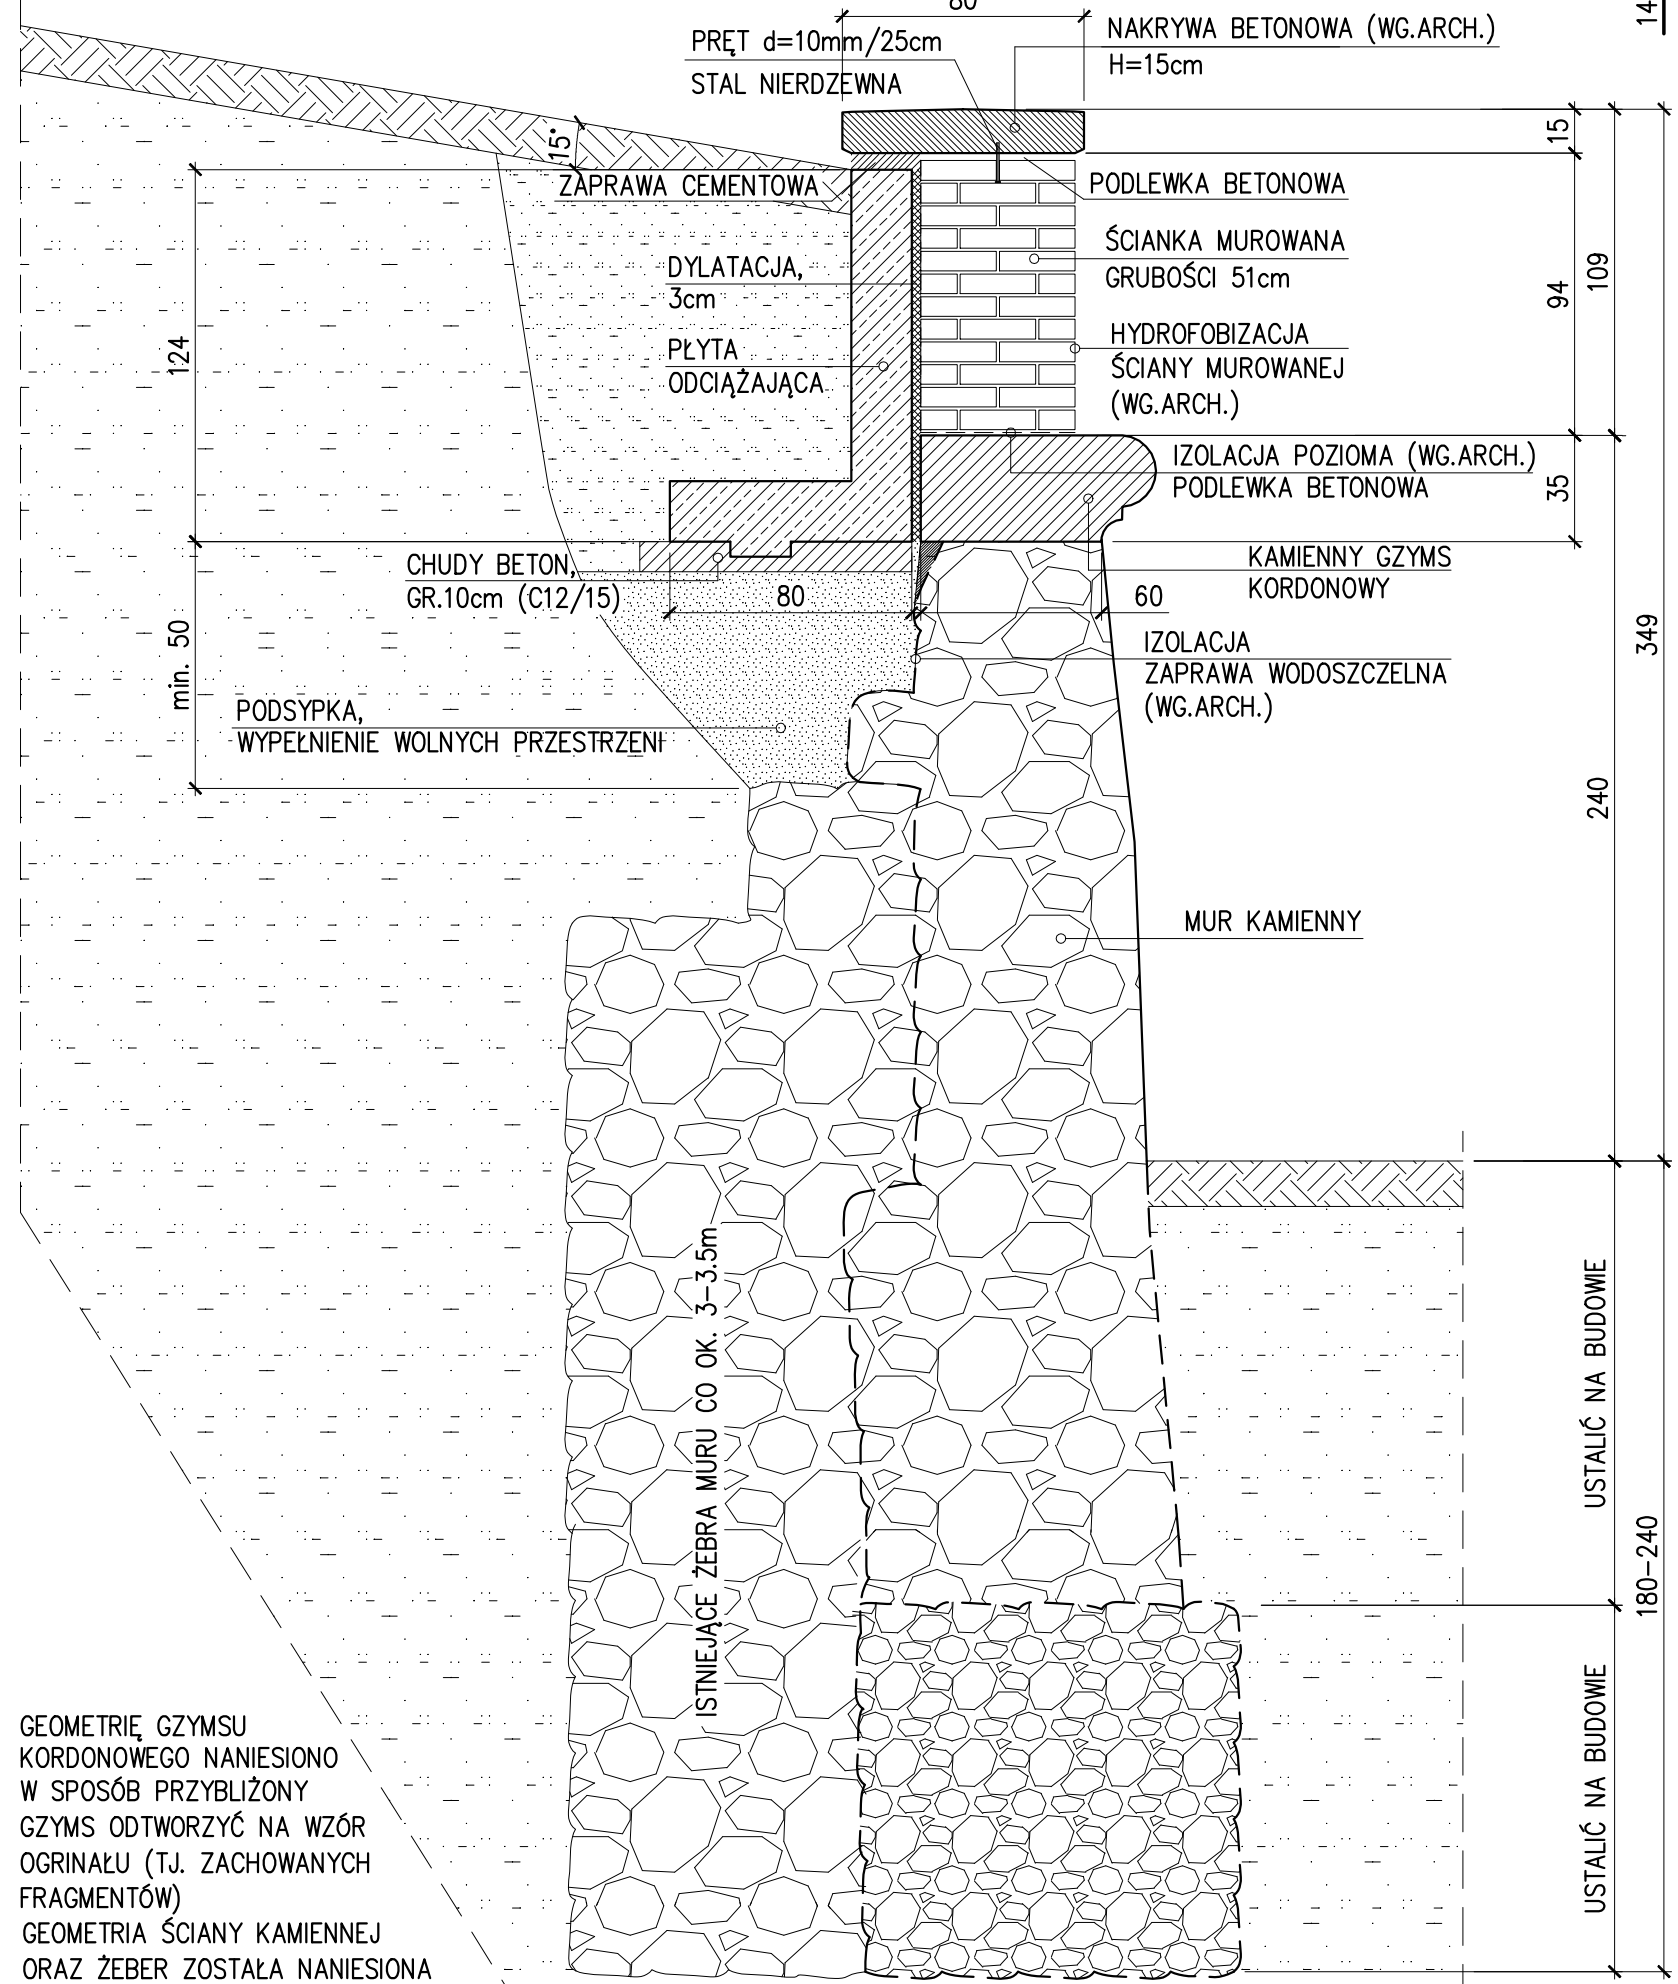 80
14
PRĘT d=10mm/25cm
STAL NIERDZEWNA
NAKRYWA BETONOWA (WG.ARCH.)
H=15cm
15°
15
ZAPRAWA CEMENTOWA
PODLEWKA BETONOWA
ŚCIANKA MUROWANA
GRUBOŚCI 51cm
DYLATACJA,
3cm
109
94
124
PŁYTA
ODCIĄŻAJĄCA
HYDROFOBIZACJA
ŚCIANY MUROWANEJ
(WG.ARCH.)
IZOLACJA POZIOMA (WG.ARCH.)
PODLEWKA BETONOWA
35
CHUDY BETON,
GR.10cm (C12/15)
80
60
KAMIENNY GZYMS
KORDONOWY
min. 50
349
IZOLACJA
ZAPRAWA WODOSZCZELNA
(WG.ARCH.)
PODSYPKA,
WYPEŁNIENIE WOLNYCH PRZESTRZENI
240
MUR KAMIENNY
ISTNIEJĄCE ŻEBRA MURU CO OK. 3-3.5m
USTALIĆ NA BUDOWIE
180-240
USTALIĆ NA BUDOWIE
GEOMETRIĘ GZYMSU
KORDONOWEGO NANIESIONO
W SPOSÓB PRZYBLIŻONY
GZYMS ODTWORZYĆ NA WZÓR
OGRINAŁU (TJ. ZACHOWANYCH
FRAGMENTÓW)
GEOMETRIA ŚCIANY KAMIENNEJ
ORAZ ŻEBER ZOSTAŁA NANIESIONA